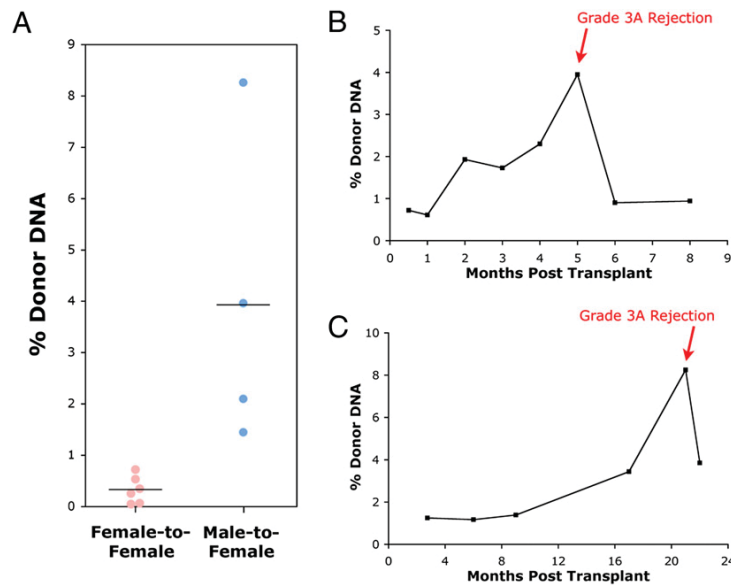 A
% Donor DNA
9
8
7
6
5
4
3
2
1
0
Female-to-
Female
Male-to-
Female
B
Grade 3A Rejection
% Donor DNA
5
4
3
2
1
0
0 1 2 3 4 5 6 7 8 9
Months Post Transplant
C
Grade 3A Rejection
% Donor DNA
10
8
6
4
2
0
0 4 8 12 16 20 24
Months Post Transplant